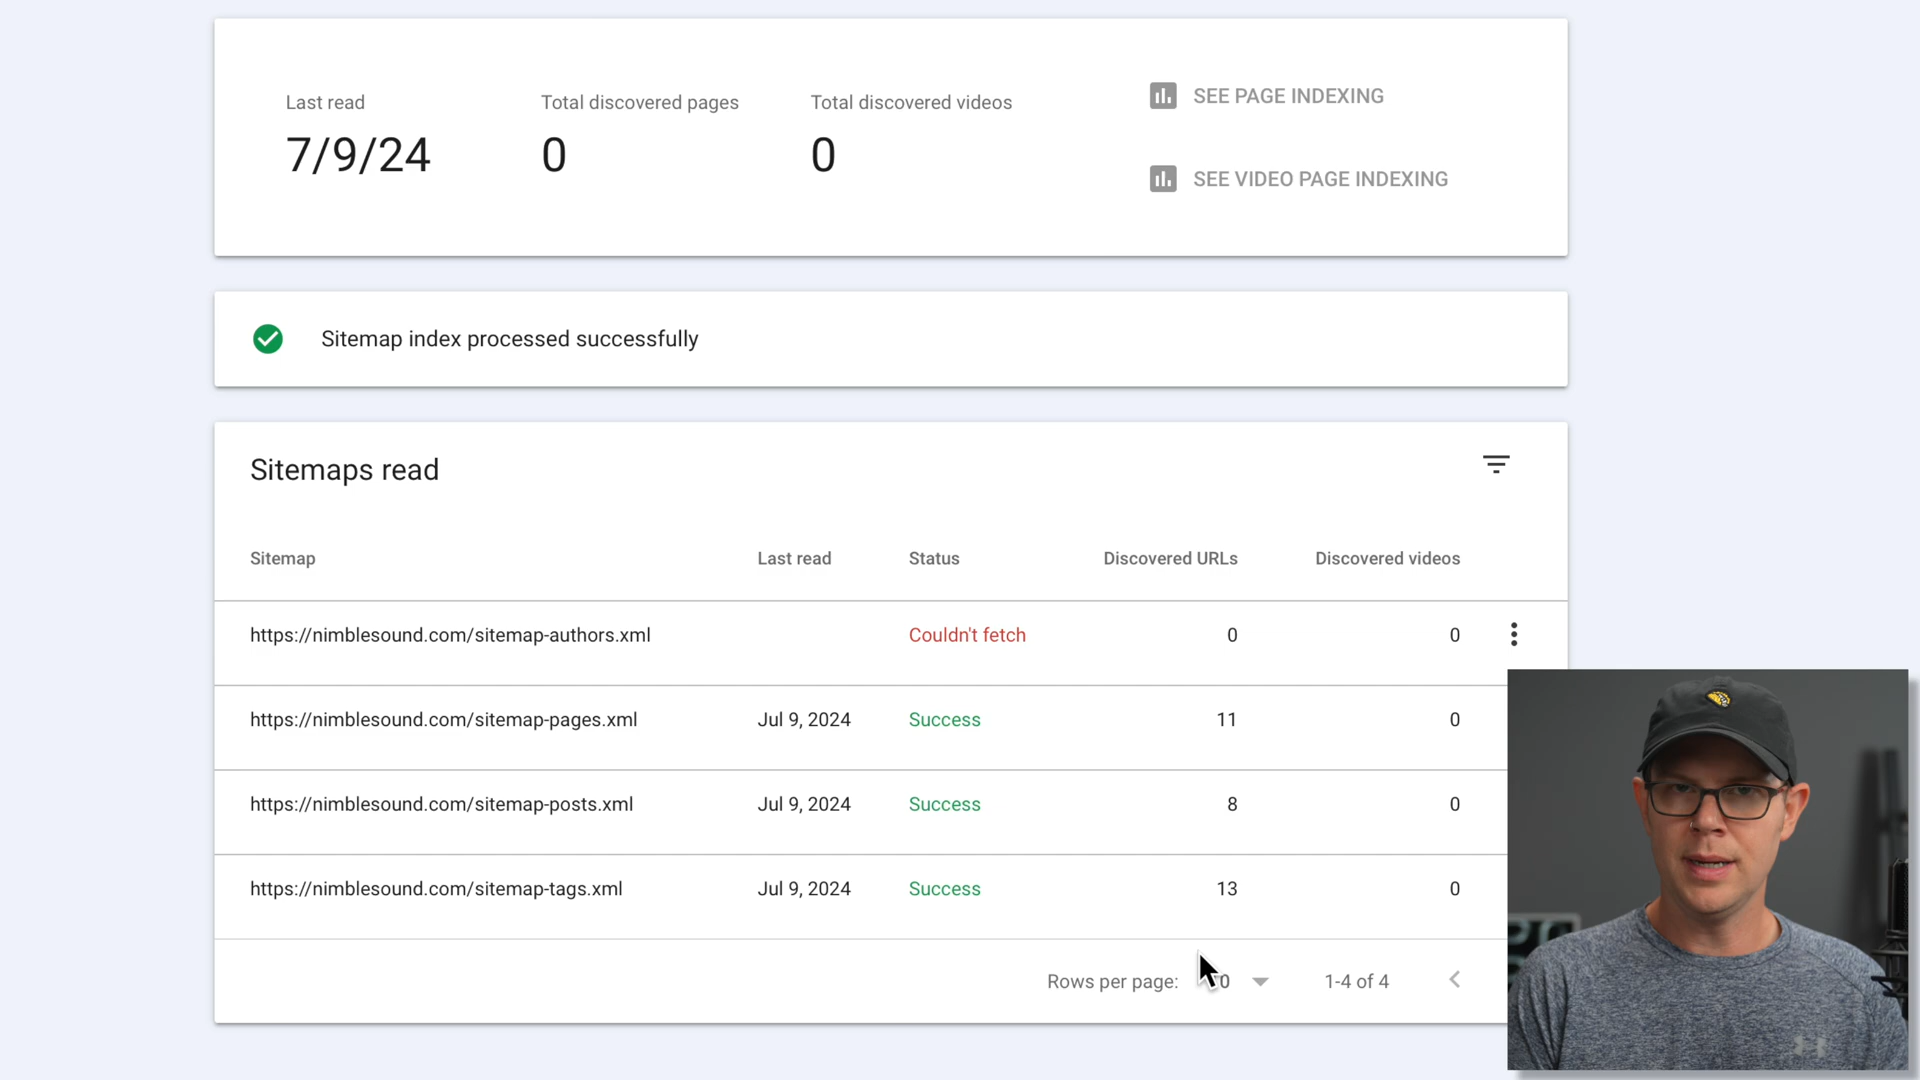 Last read
Total discovered pages
Total discovered videos
SEE PAGE INDEXING
7/9/24
0
0
SEE VIDEO PAGE INDEXING
Sitemap index processed successfully
Sitemaps read
Sitemap Last read Status Discovered URLs Discovered videos
https://nimblesound.com/sitemap-authors.xml Couldn't fetch 0 0
https://nimblesound.com/sitemap-pages.xml Jul 9, 2024 Success 11 0
https://nimblesound.com/sitemap-posts.xml Jul 9, 2024 Success 8 0
https://nimblesound.com/sitemap-tags.xml Jul 9, 2024 Success 13 0
Rows per page: 1-4 of 4